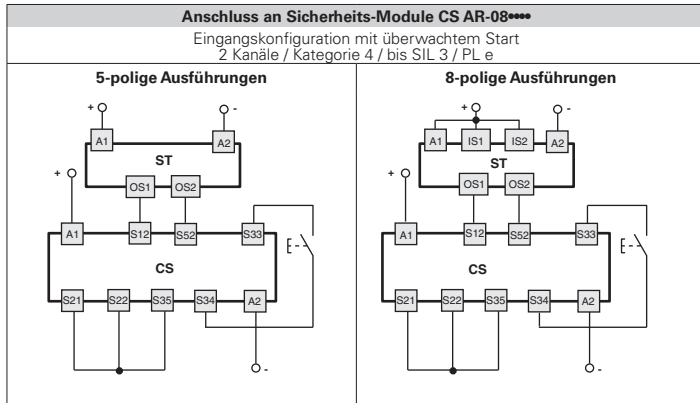 Anschluss an Sicherheits-Module CS AR-08••••
Eingangskonfiguration mit überwachtem Start
2 Kanäle / Kategorie 4 / bis SIL 3 / PL e
5-polige Ausführungen
+ -
A1 A2
ST
+ OS1 OS2
A1 S12 S52 S33
CS
S21 S22 S35 S34 A2
-
8-polige Ausführungen
+ -
A1 IS1 IS2 A2
ST
+ OS1 OS2
A1 S12 S52 S33
CS
S21 S22 S35 S34 A2
-